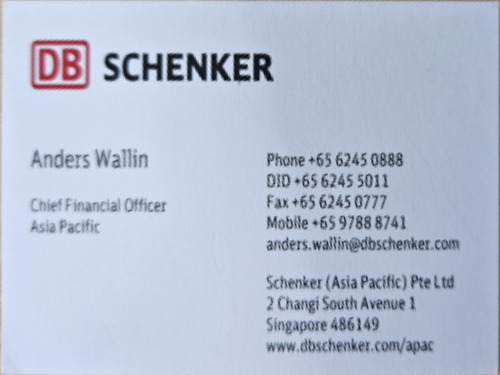 DB SCHENKER
Anders Wallin
Chief Financial Officer
Asia Pacific
Phone +65 6245 0888
DID +65 6245 5011
Fax +65 6245 0777
Mobile +65 9788 8741
anders.wallin@dbschenker.com
Schenker (Asia Pacific) Pte Ltd
2 Changi South Avenue 1
Singapore 486149
www.dbschenker.com/apac